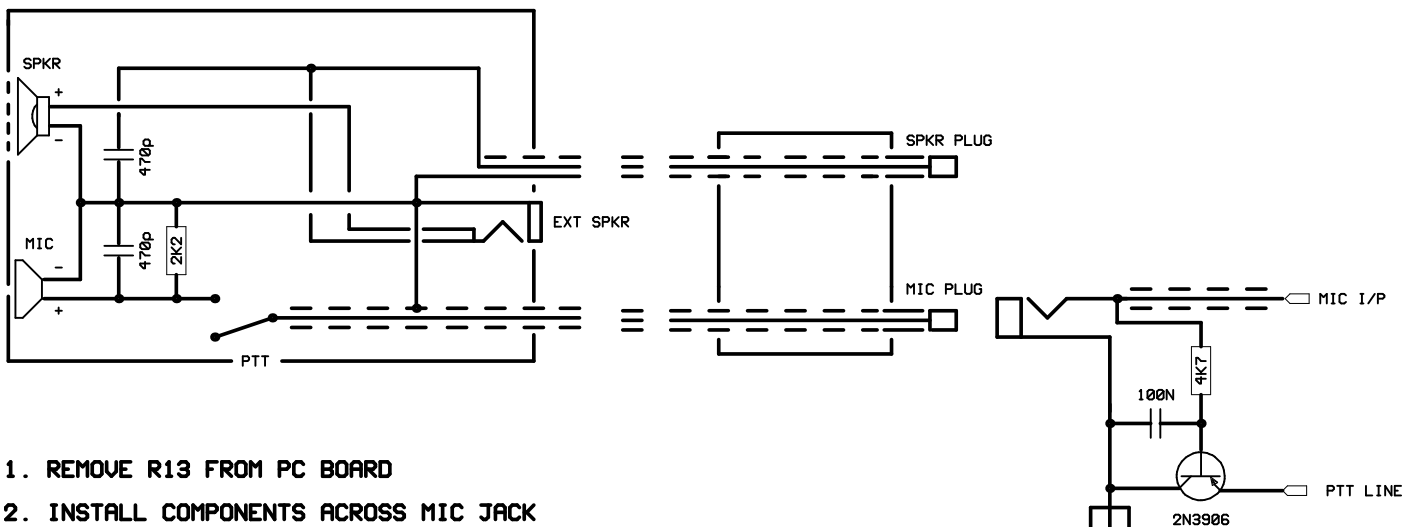 SPKR
+
−
470p
470p
2K2
MIC
−
+
PTT
EXT SPKR
SPKR PLUG
MIC PLUG
MIC I/P
4K7
100N
PTT LINE
2N3906
1. REMOVE R13 FROM PC BOARD
2. INSTALL COMPONENTS ACROSS MIC JACK